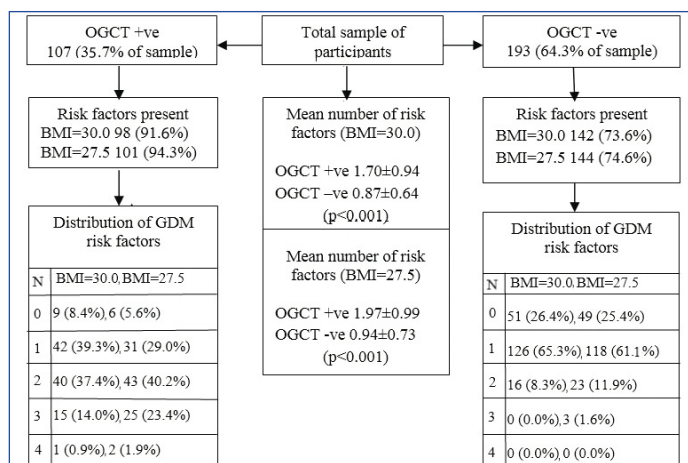 OGCT +ve
107 (35.7% of sample)
Total sample of
participants
OGCT -ve
193 (64.3% of sample)
Risk factors present
BMI=30.0 98 (91.6%)
BMI=27.5 101 (94.3%)
Mean number of risk
factors (BMI=30.0)
OGCT +ve 1.70±0.94
OGCT –ve 0.87±0.64
(p<0.001)
Risk factors present
BMI=30.0 142 (73.6%)
BMI=27.5 144 (74.6%)
Distribution of GDM
risk factors
N BMI=30.0, BMI=27.5
0 9 (8.4%), 6 (5.6%)
1 42 (39.3%), 31 (29.0%)
2 40 (37.4%), 43 (40.2%)
3 15 (14.0%), 25 (23.4%)
4 1 (0.9%), 2 (1.9%)
Mean number of risk
factors (BMI=27.5)
OGCT +ve 1.97±0.99
OGCT -ve 0.94±0.73
(p<0.001)
Distribution of GDM
risk factors
N BMI=30.0, BMI=27.5
0 51 (26.4%), 49 (25.4%)
1 126 (65.3%), 118 (61.1%)
2 16 (8.3%), 23 (11.9%)
3 0 (0.0%), 3 (1.6%)
4 0 (0.0%), 0 (0.0%)